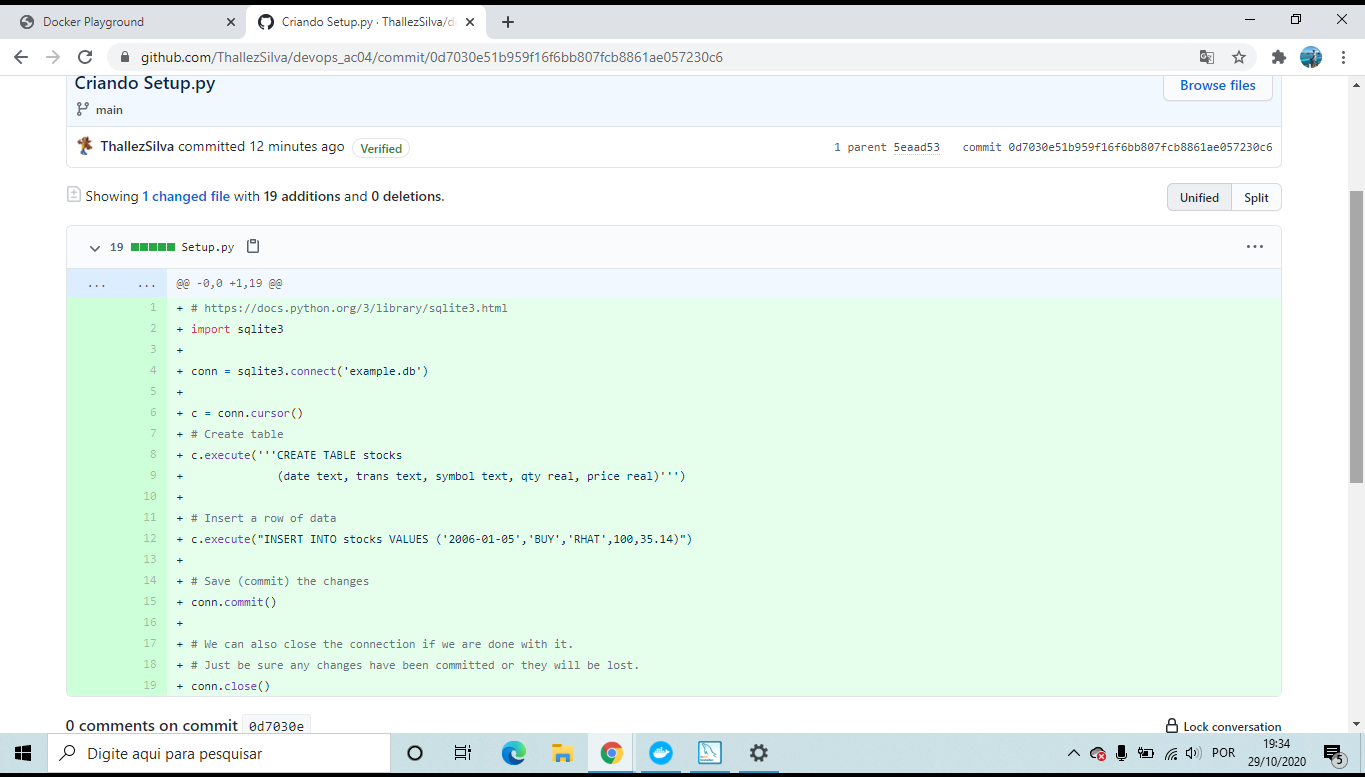 Docker Playground
Criando Setup.py · ThallezSilva/d
github.com/ThallezSilva/devops_ac04/commit/0d7030e51b959f16f6bb807fcb8861ae057230c6
Criando Setup.py
Browse files
main
ThallezSilva committed 12 minutes ago Verified
1 parent 5eaad53 commit 0d7030e51b959f16f6bb807fcb8861ae057230c6
Showing 1 changed file with 19 additions and 0 deletions.
Unified Split
19 Setup.py
... ... @@ -0,0 +1,19 @@
1 + # https://docs.python.org/3/library/sqlite3.html
2 + import sqlite3
3 +
4 + conn = sqlite3.connect('example.db')
5 +
6 + c = conn.cursor()
7 + # Create table
8 + c.execute('''CREATE TABLE stocks
9 + (date text, trans text, symbol text, qty real, price real)''')
10 +
11 + # Insert a row of data
12 + c.execute("INSERT INTO stocks VALUES ('2006-01-05','BUY','RHAT',100,35.14)")
13 +
14 + # Save (commit) the changes
15 + conn.commit()
16 +
17 + # We can also close the connection if we are done with it.
18 + # Just be sure any changes have been committed or they will be lost.
19 + conn.close()
0 comments on commit 0d7030e
Lock conversation
Digite aqui para pesquisar
POR
19:34
29/10/2020
5